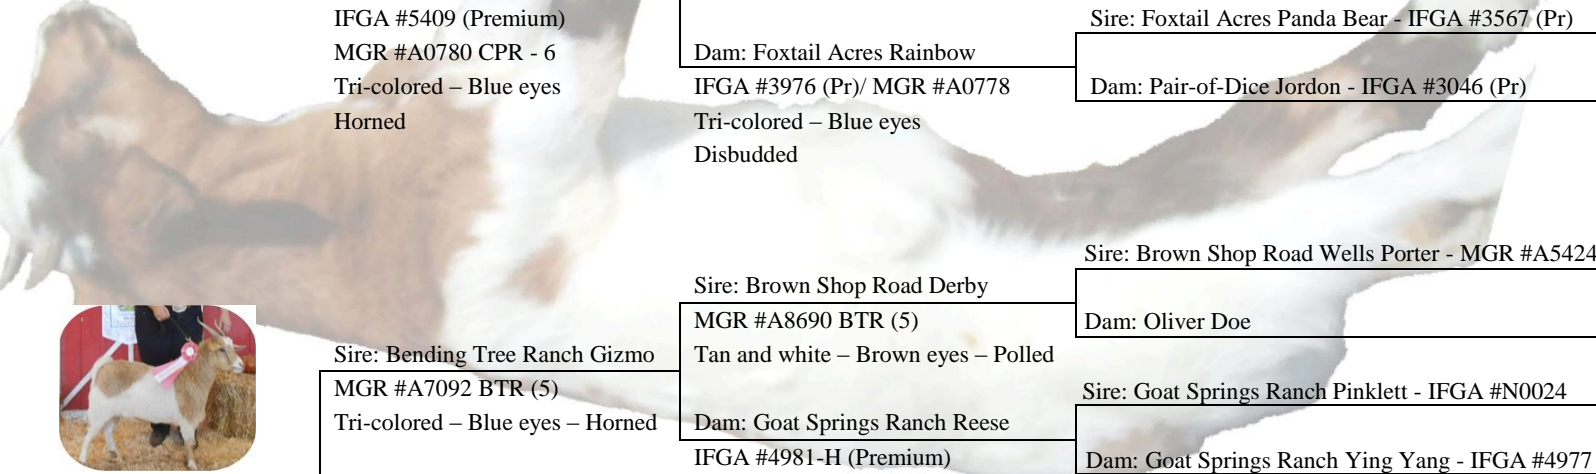 IFGA #5409 (Premium)
MGR #A0780 CPR - 6
Tri-colored – Blue eyes
Horned
Dam: Foxtail Acres Rainbow
IFGA #3976 (Pr)/ MGR #A0778
Tri-colored – Blue eyes
Disbudded
Sire: Foxtail Acres Panda Bear - IFGA #3567 (Pr)
Dam: Pair-of-Dice Jordon - IFGA #3046 (Pr)
Sire: Bending Tree Ranch Gizmo
MGR #A7092 BTR (5)
Tri-colored – Blue eyes – Horned
Sire: Brown Shop Road Derby
MGR #A8690 BTR (5)
Tan and white – Brown eyes – Polled
Dam: Goat Springs Ranch Reese
IFGA #4981-H (Premium)
Sire: Brown Shop Road Wells Porter - MGR #A5424
Dam: Oliver Doe
Sire: Goat Springs Ranch Pinklett - IFGA #N0024
Dam: Goat Springs Ranch Ying Yang - IFGA #4977